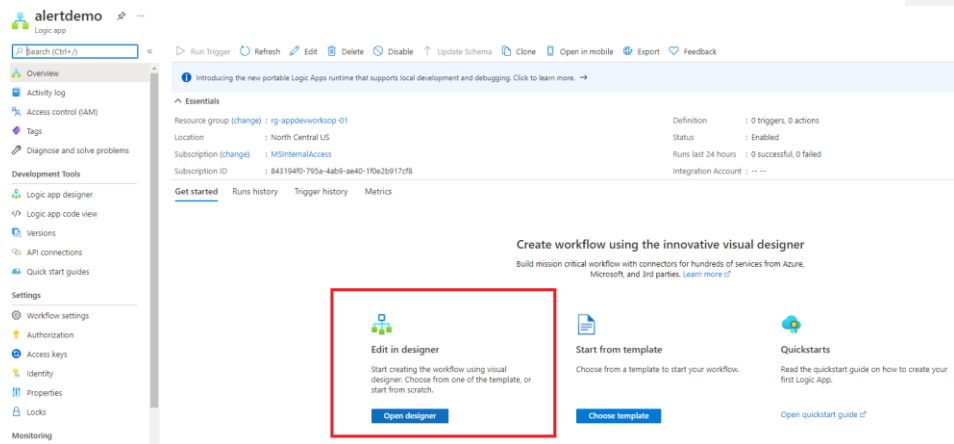 alertdemo
Logic app
Search (Ctrl+/)
Overview
Activity log
Access control (IAM)
Tags
Diagnose and solve problems
Development Tools
Logic app designer
Logic app code view
Versions
API connections
Quick start guides
Settings
Workflow settings
Authorization
Access keys
Identity
Properties
Locks
Monitoring
Run Trigger Refresh Edit Delete Disable Update Schema Clone Open in mobile Export Feedback
Introducing the new portable Logic Apps runtime that supports local development and debugging. Click to learn more. →
Essentials
Resource group (change) : rg-appdevworksop-01
Location : North Central US
Subscription (change) : MSInternalAccess
Subscription ID : 843194f0-795a-4ab9-ae40-1f0e2b917cf8
Definition : 0 triggers, 0 actions
Status : Enabled
Runs last 24 hours : 0 successful, 0 failed
Integration Account : -- --
Get started Runs history Trigger history Metrics
Create workflow using the innovative visual designer
Build mission critical workflow with connectors for hundreds of services from Azure,
Microsoft, and 3rd parties. Learn more
Edit in designer
Start creating the workflow using visual
designer. Choose from one of the template, or
start from scratch.
Open designer
Start from template
Choose from a template to start your workflow.
Choose template
Quickstarts
Read the quickstart guide on how to create your
first Logic App.
Open quickstart guide